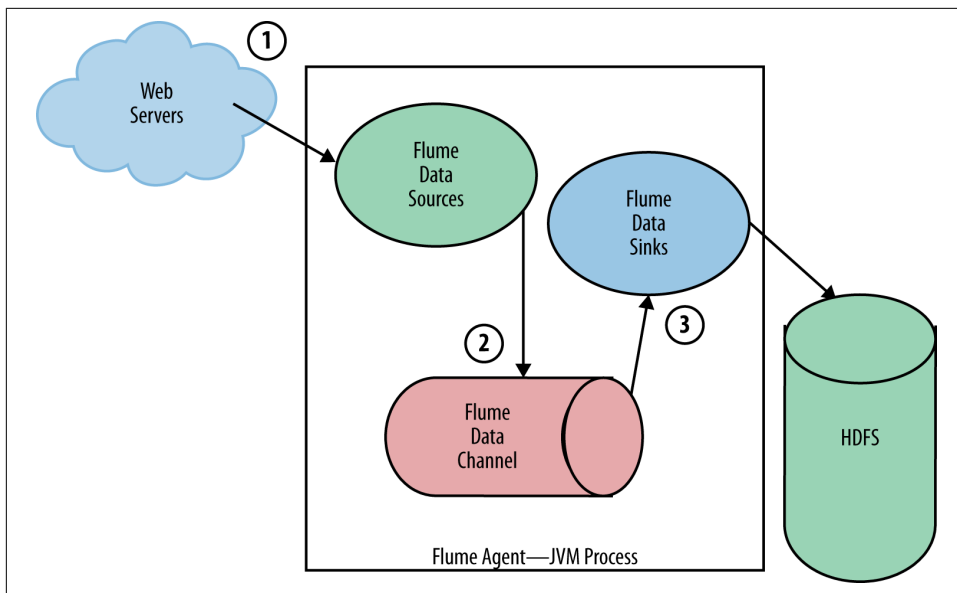 1
Web
Servers
Flume
Data
Sources
Flume
Data
Sinks
2
3
Flume
Data
Channel
HDFS
Flume Agent—JVM Process